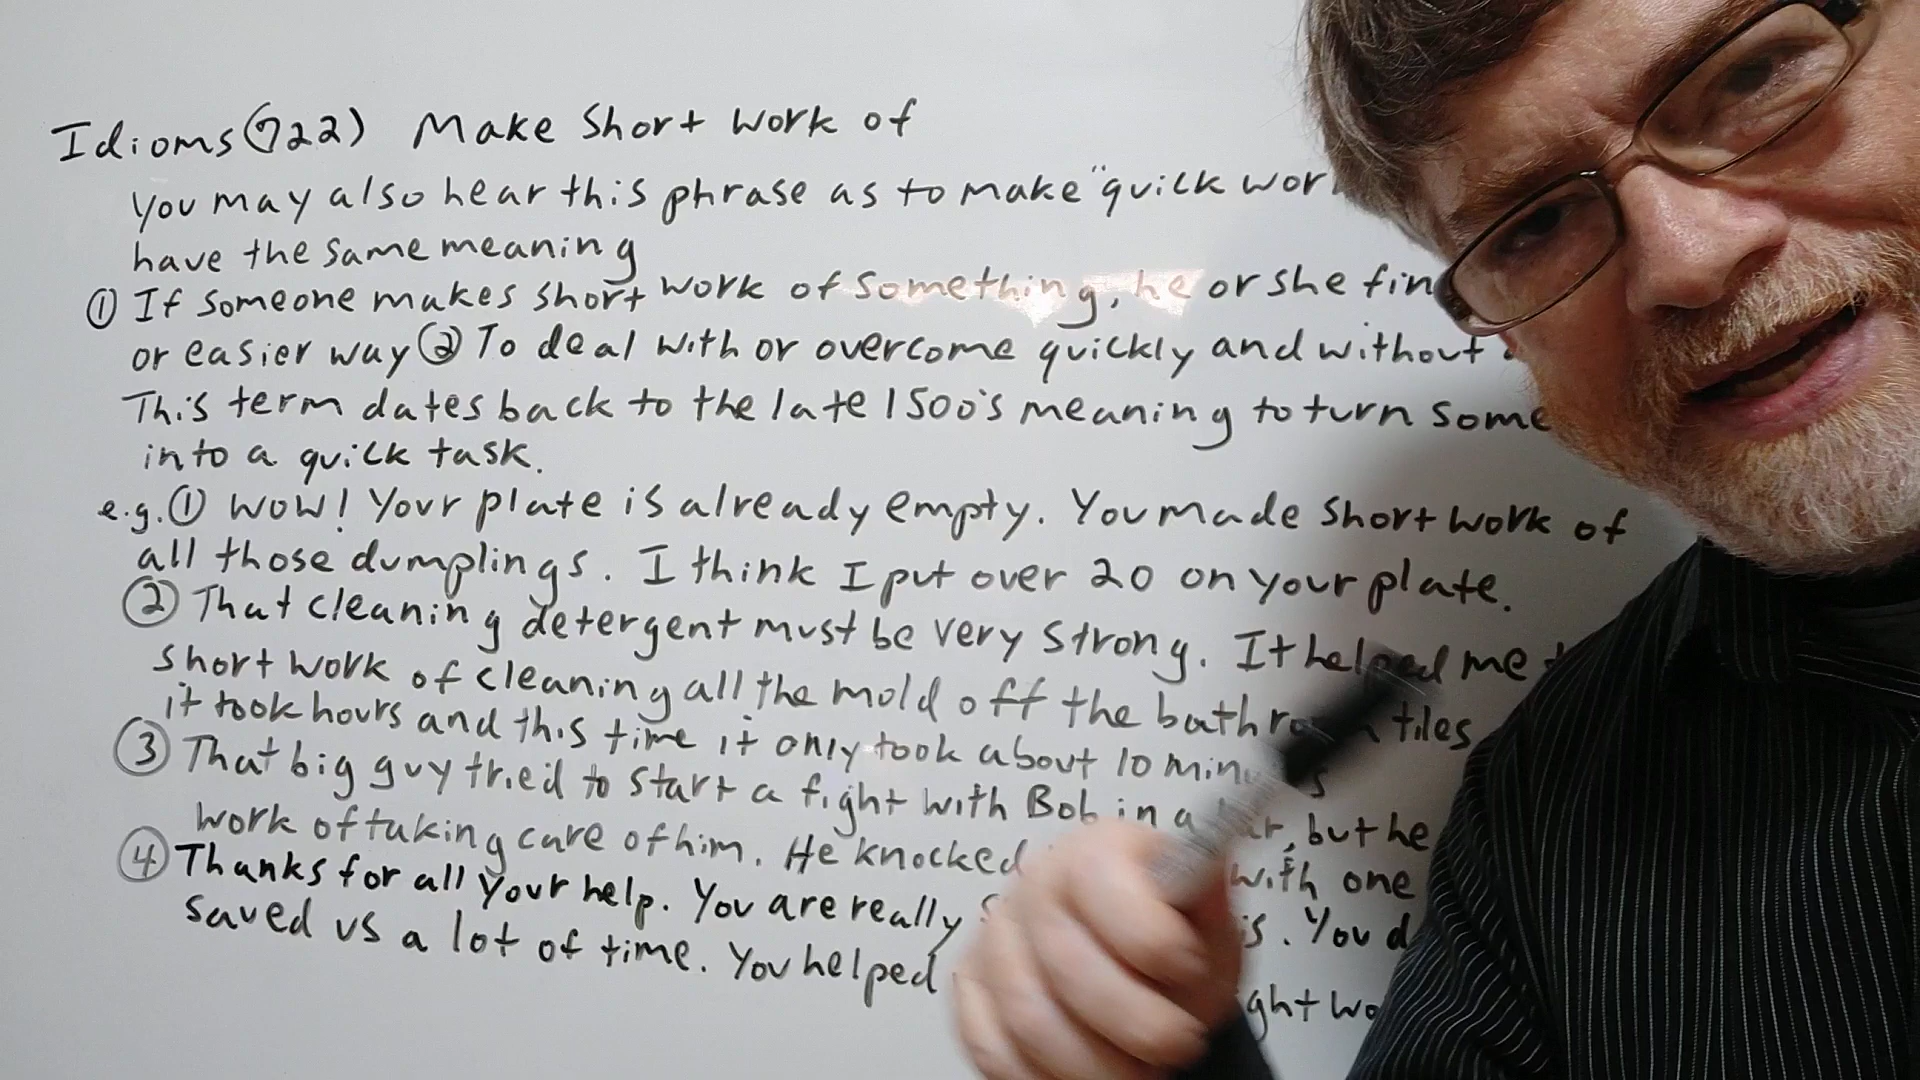 Idioms(722) Make Short Work of
You may also hear this phrase as to make "quick
have the same meaning
① If someone makes short work of something, he or she
or easier way ② To deal with or overcome quickly and without
This term dates back to the late 1500's meaning to turn
into a quick task.
e.g. ① Wow! Your plate is already empty. You made short work of
all those dumplings. I think I put over 20 on your plate.
② That cleaning detergent must be very strong. It helped me
short work of cleaning all the mold off the bathroom tiles
it took hours and this time it only took about 10 minutes
③ That big guy tried to start a fight with Bob in a but he
work of taking care of him. He knocked with one
④ Thanks for all your help. You are really You
saved us a lot of time. You helped